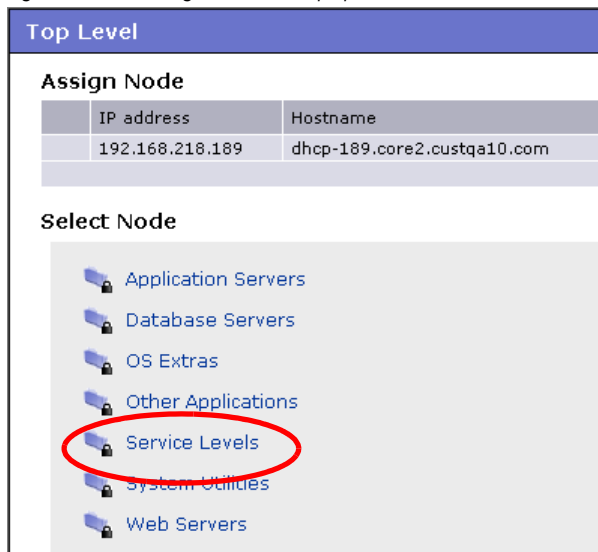 Top Level
Assign Node
IP address Hostname
192.168.218.189 dhcp-189.core2.custqa10.com
Select Node
Application Servers
Database Servers
OS Extras
Other Applications
Service Levels
System Utilities
Web Servers